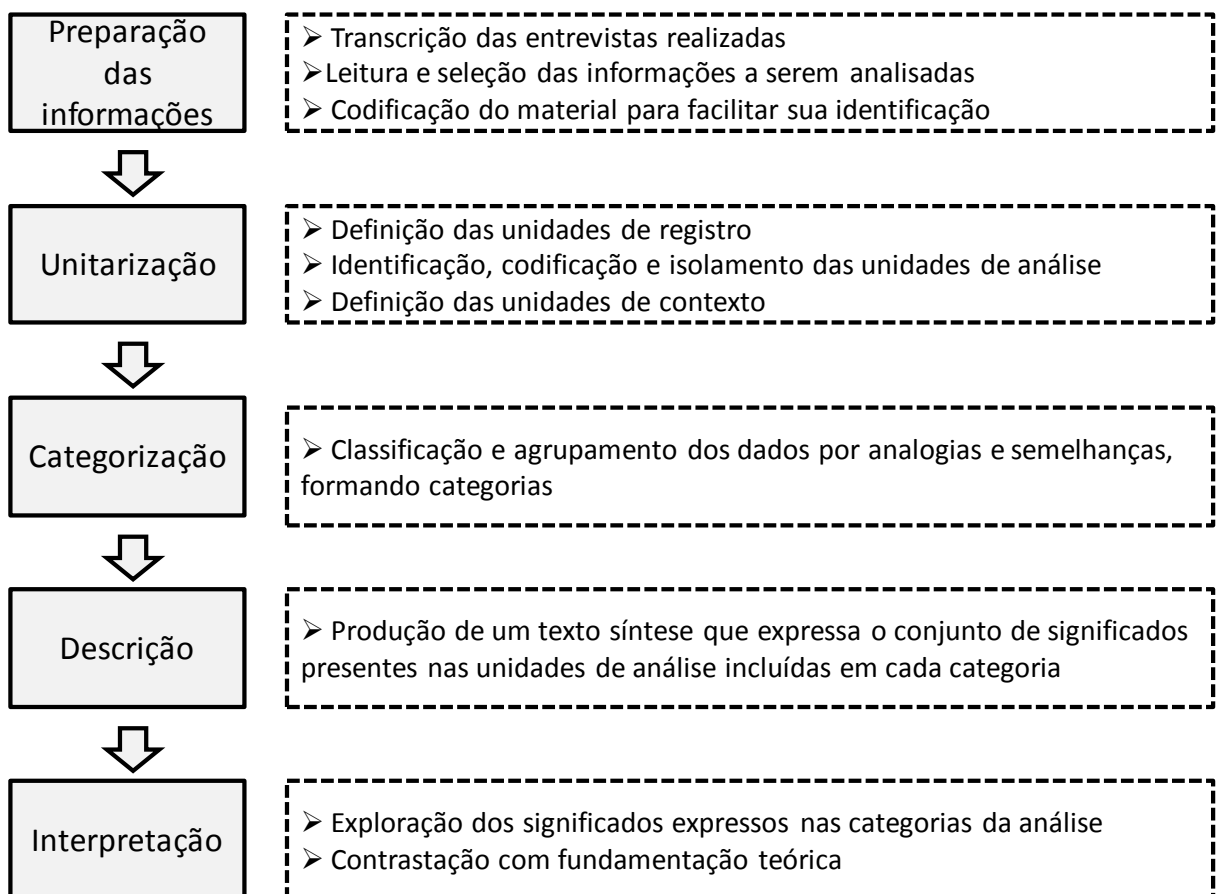 Preparação
das
informações
➢ Transcrição das entrevistas realizadas
➢Leitura e seleção das informações a serem analisadas
➢ Codificação do material para facilitar sua identificação
Unitarização
➢ Definição das unidades de registro
➢ Identificação, codificação e isolamento das unidades de análise
➢ Definição das unidades de contexto
Categorização
➢ Classificação e agrupamento dos dados por analogias e semelhanças,
formando categorias
Descrição
➢ Produção de um texto síntese que expressa o conjunto de significados
presentes nas unidades de análise incluídas em cada categoria
Interpretação
➢ Exploração dos significados expressos nas categorias da análise
➢ Contrastação com fundamentação teórica